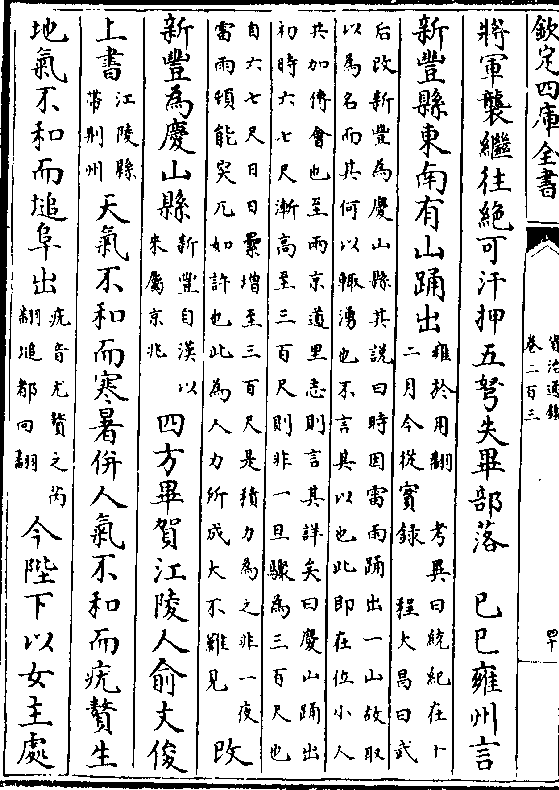 欽定四庫全書
資治通鑑
卷二百三
四十
將軍襲繼往絕可汗押五弩失畢部落 己巳雍州言
新豐縣東南有山踊出
雍於用翻 考異曰統紀在十
二月今從實錄 程大昌曰武
后改新豐為慶山縣其說曰時因雷雨踊出一山故取
以為名而其何以輒湧也不言其以也此即在位小人
共加傅會也至兩京道里志則言其詳矣曰慶山踊出
初時六七尺漸高至三百尺則非一旦驟為三百尺也
自六七尺日日累增至三百尺是積力為之非一夜
雷雨頓能突兀如許也此為人力所成大不難見
改
新豐為慶山縣
新豐自漢以
來屬京兆
四方畢賀江陵人俞文俊
上書
江陵縣
帶荆州
天氣不和而寒暑併人氣不和而疣贅生
地氣不和而塠阜出
疣音尤贅之芮
翻塠都回翻
今陛下以女主處